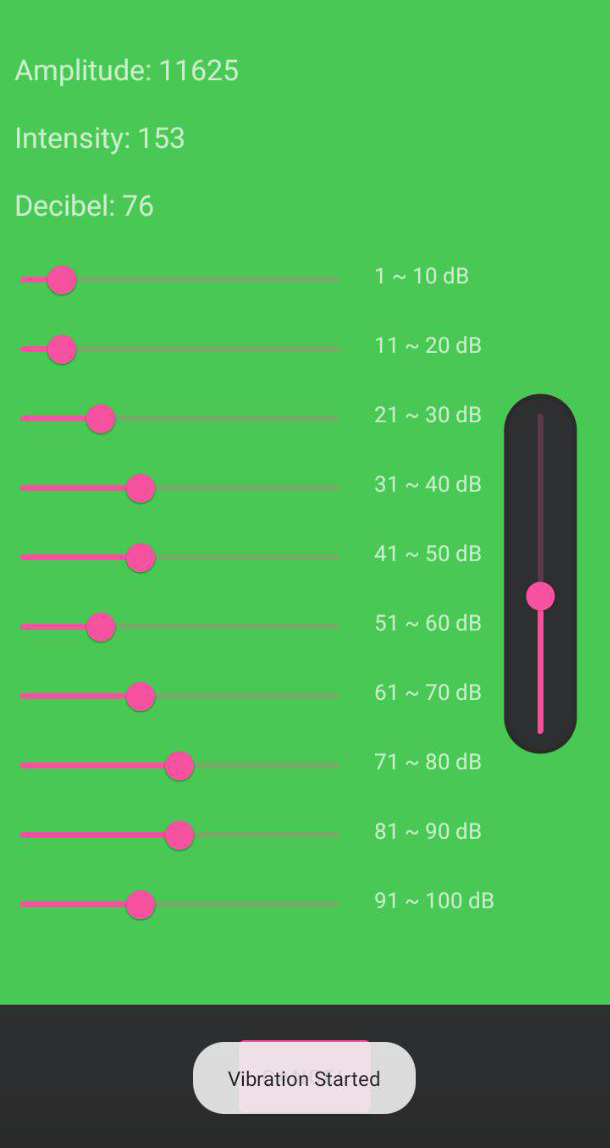 Amplitude: 11625
Intensity: 153
Decibel: 76
1 ~ 10 dB
11 ~ 20 dB
21 ~ 30 dB
31 ~ 40 dB
41 ~ 50 dB
51 ~ 60 dB
61 ~ 70 dB
71 ~ 80 dB
81 ~ 90 dB
91 ~ 100 dB
Vibration Started